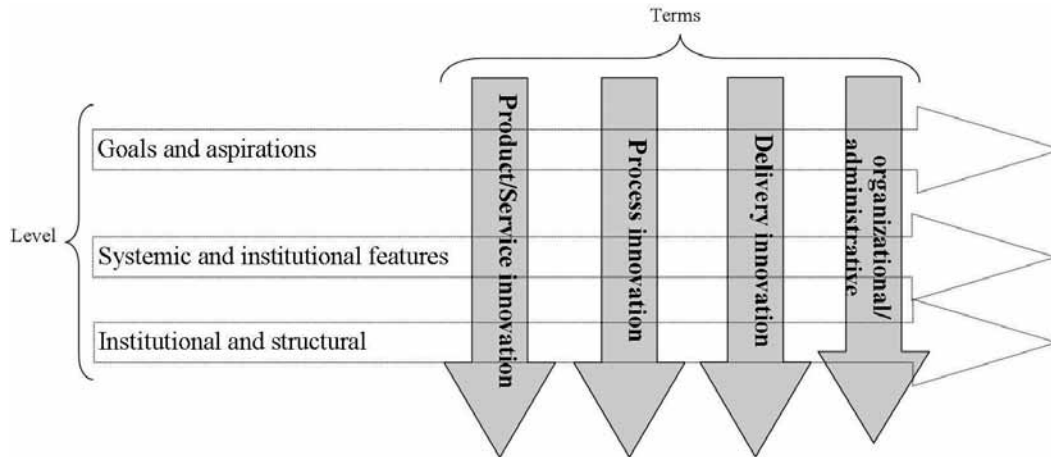 Terms
Product/Service innovation
Process innovation
Delivery innovation
organizational/
administrative
Level
Goals and aspirations
Systemic and institutional features
Institutional and structural